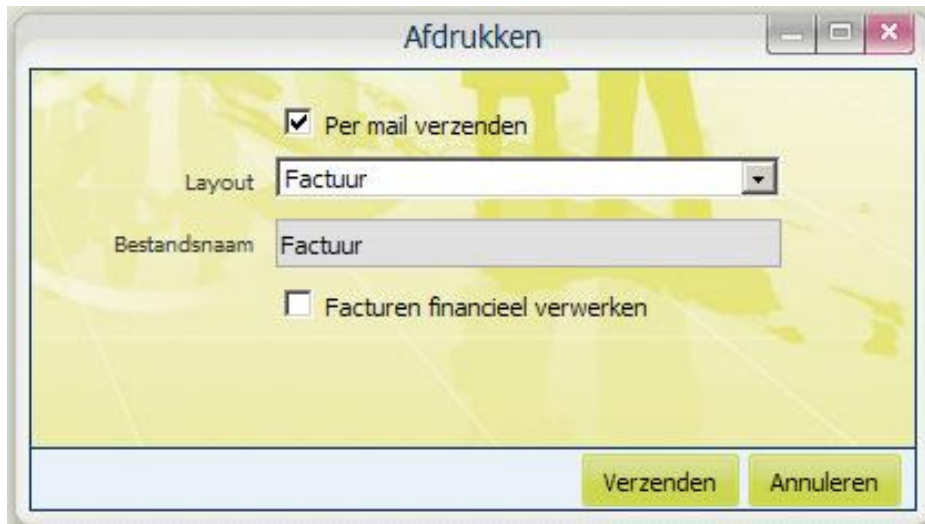 Afdrukken
Per mail verzenden
Layout Factuur
Bestandsnaam Factuur
Facturen financieel verwerken
Verzenden Annuleren